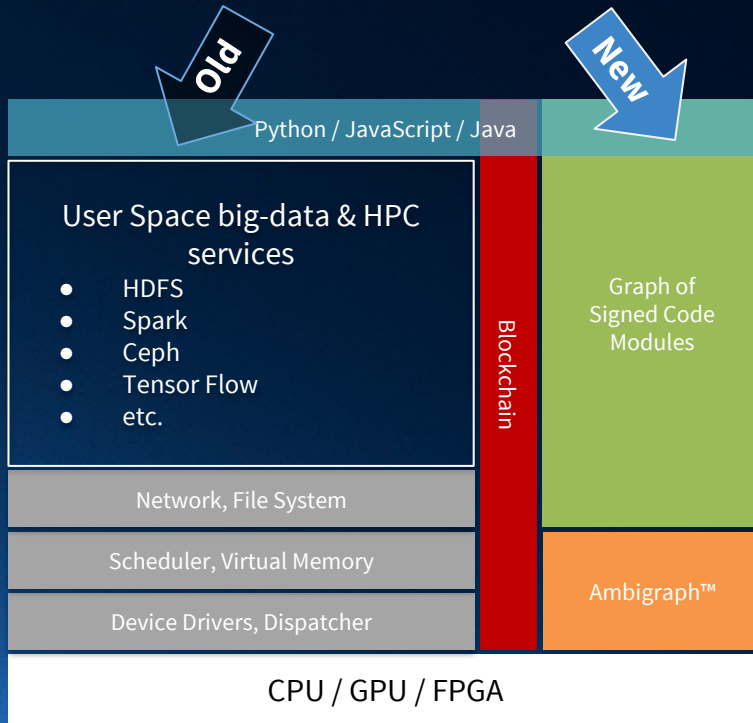 Old
New
Python / JavaScript / Java
User Space big-data & HPC
services
● HDFS
● Spark
● Ceph
● Tensor Flow
● etc.
Network, File System
Scheduler, Virtual Memory
Device Drivers, Dispatcher
Blockchain
Graph of
Signed Code
Modules
Ambigraph™
CPU / GPU / FPGA